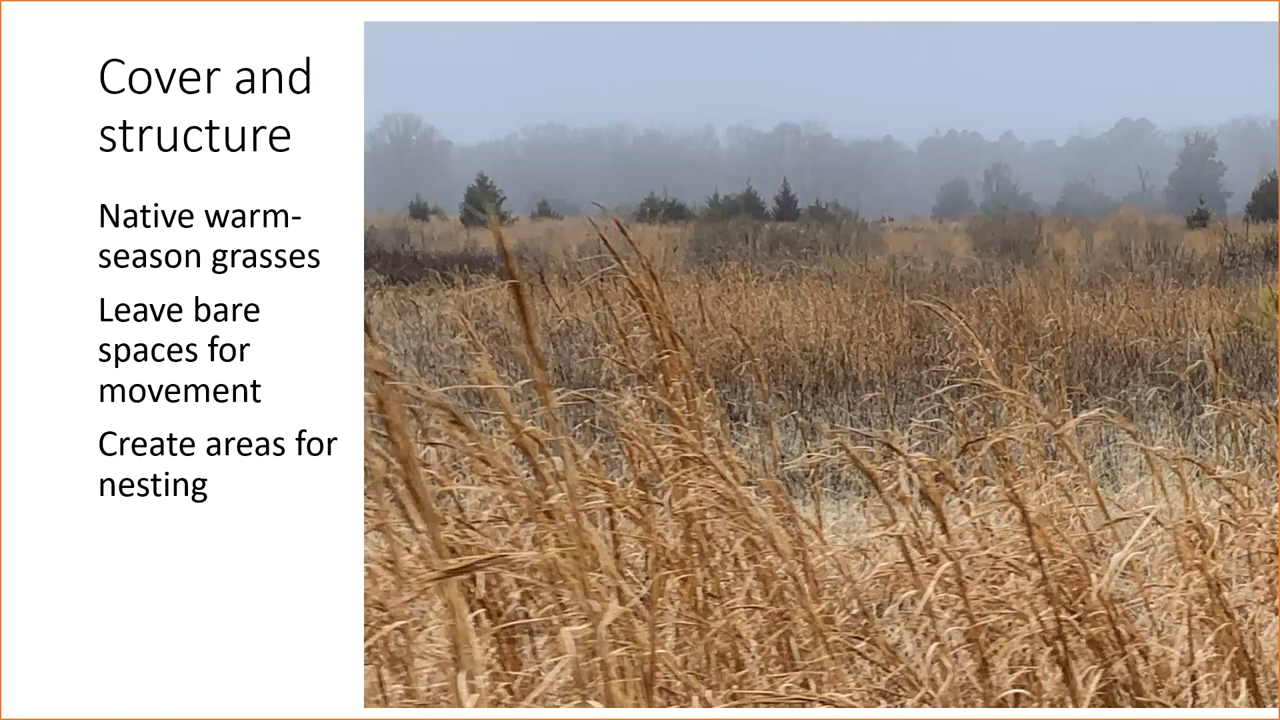 Cover and
structure
Native warm-
season grasses
Leave bare
spaces for
movement
Create areas for
nesting